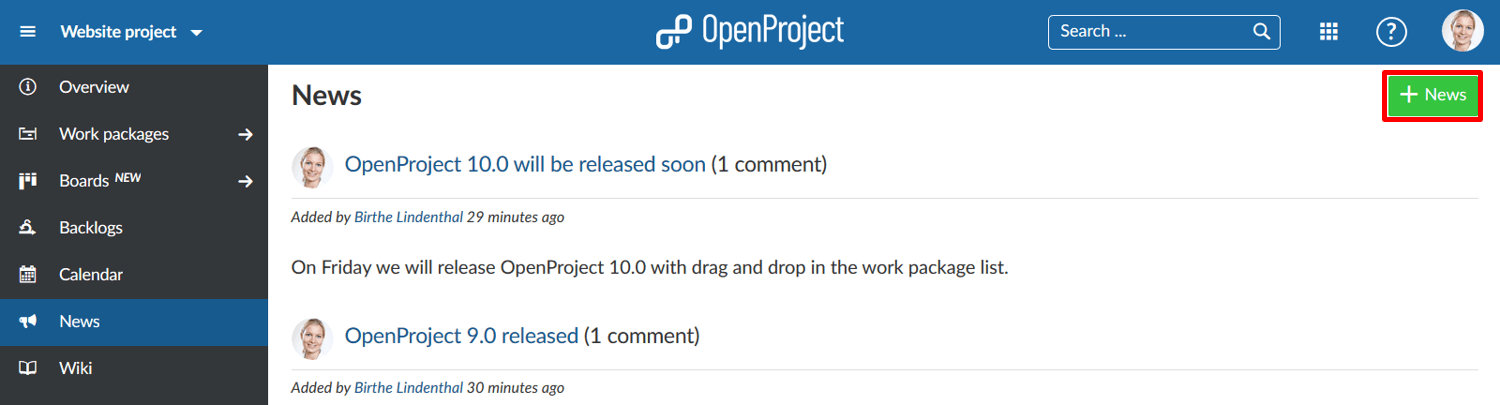 Website project
OpenProject
Search ...
?
Overview
Work packages
Boards NEW
Backlogs
Calendar
News
Wiki
News
+ News
OpenProject 10.0 will be released soon (1 comment)
Added by Birthe Lindenthal 29 minutes ago
On Friday we will release OpenProject 10.0 with drag and drop in the work package list.
OpenProject 9.0 released (1 comment)
Added by Birthe Lindenthal 30 minutes ago